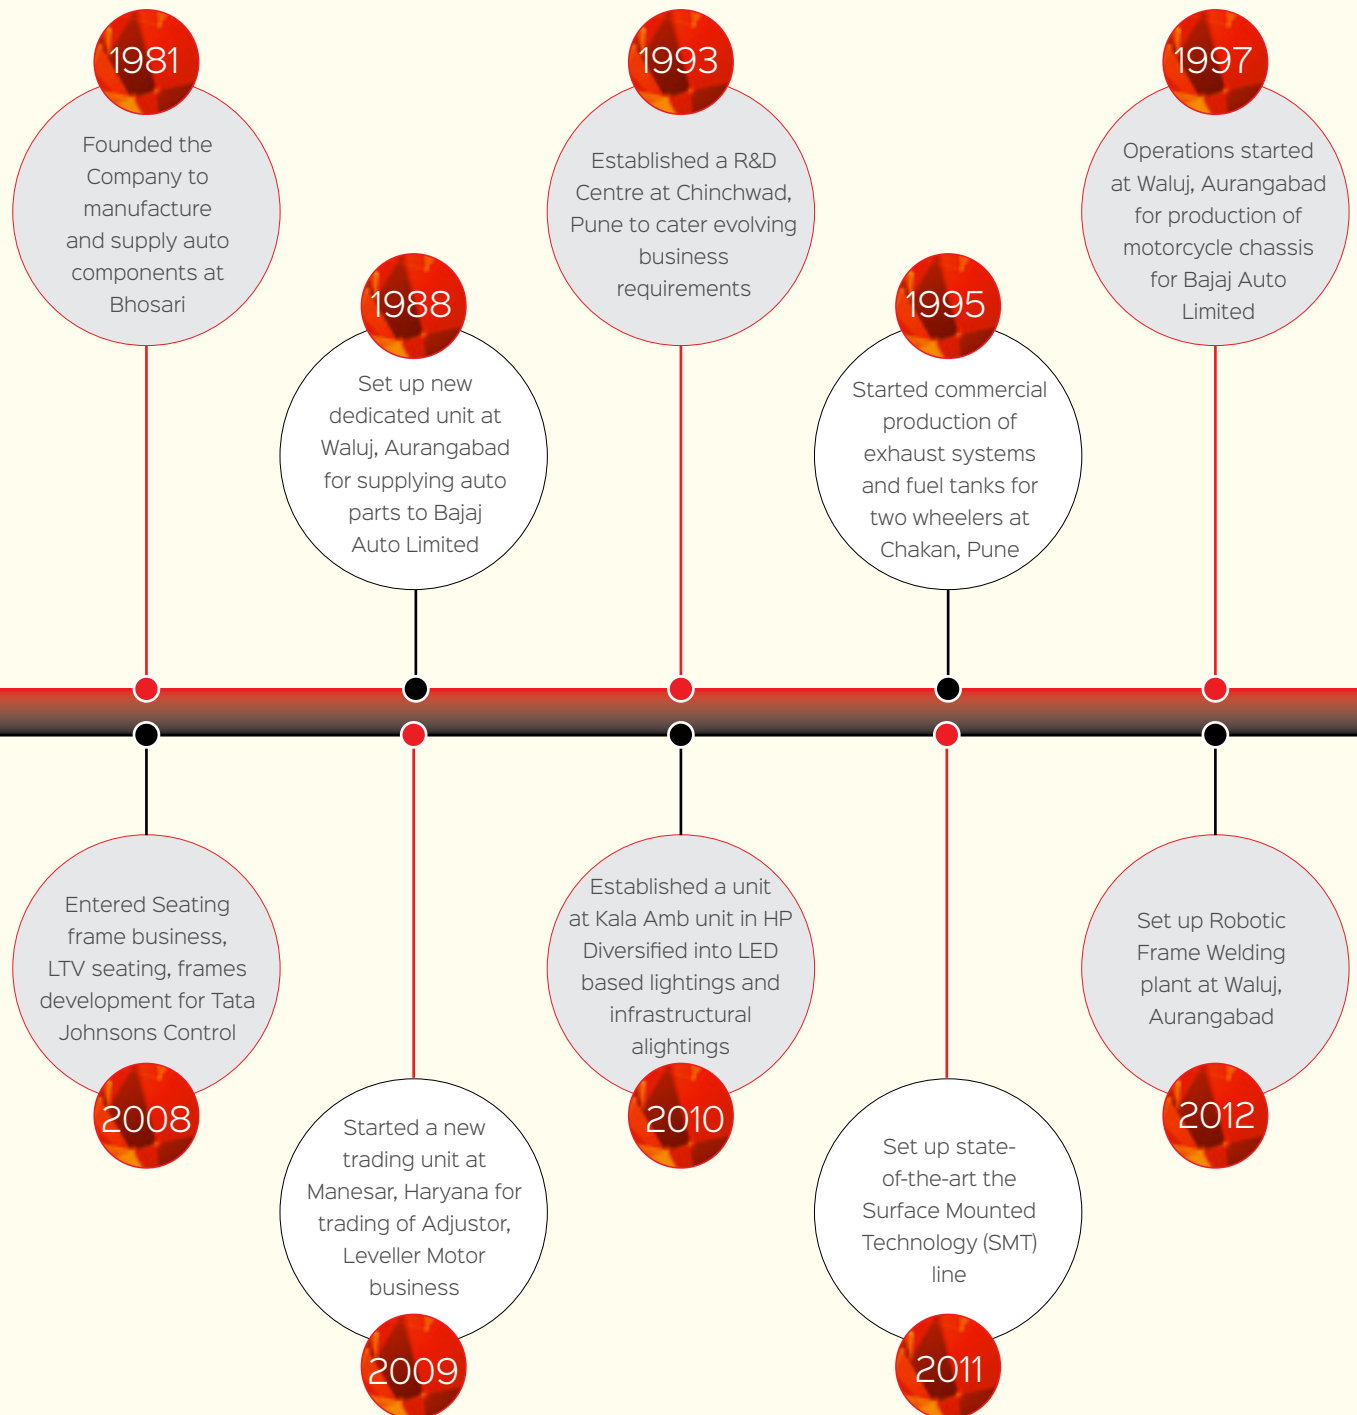 1981
Founded the
Company to
manufacture
and supply auto
components at
Bhosari
1988
Set up new
dedicated unit at
Waluj, Aurangabad
for supplying auto
parts to Bajaj
Auto Limited
1993
Established a R&D
Centre at Chinchwad,
Pune to cater evolving
business
requirements
1995
Started commercial
production of
exhaust systems
and fuel tanks for
two wheelers at
Chakan, Pune
1997
Operations started
at Waluj, Aurangabad
for production of
motorcycle chassis
for Bajaj Auto
Limited
Entered Seating
frame business,
LTV seating, frames
development for Tata
Johnsons Control
2008
Started a new
trading unit at
Manesar, Haryana for
trading of Adjustor,
Leveller Motor
business
2009
Established a unit
at Kala Amb unit in HP
Diversified into LED
based lightings and
infrastructural
alightings
2010
Set up state-
of-the-art the
Surface Mounted
Technology (SMT)
line
2011
Set up Robotic
Frame Welding
plant at Waluj,
Aurangabad
2012